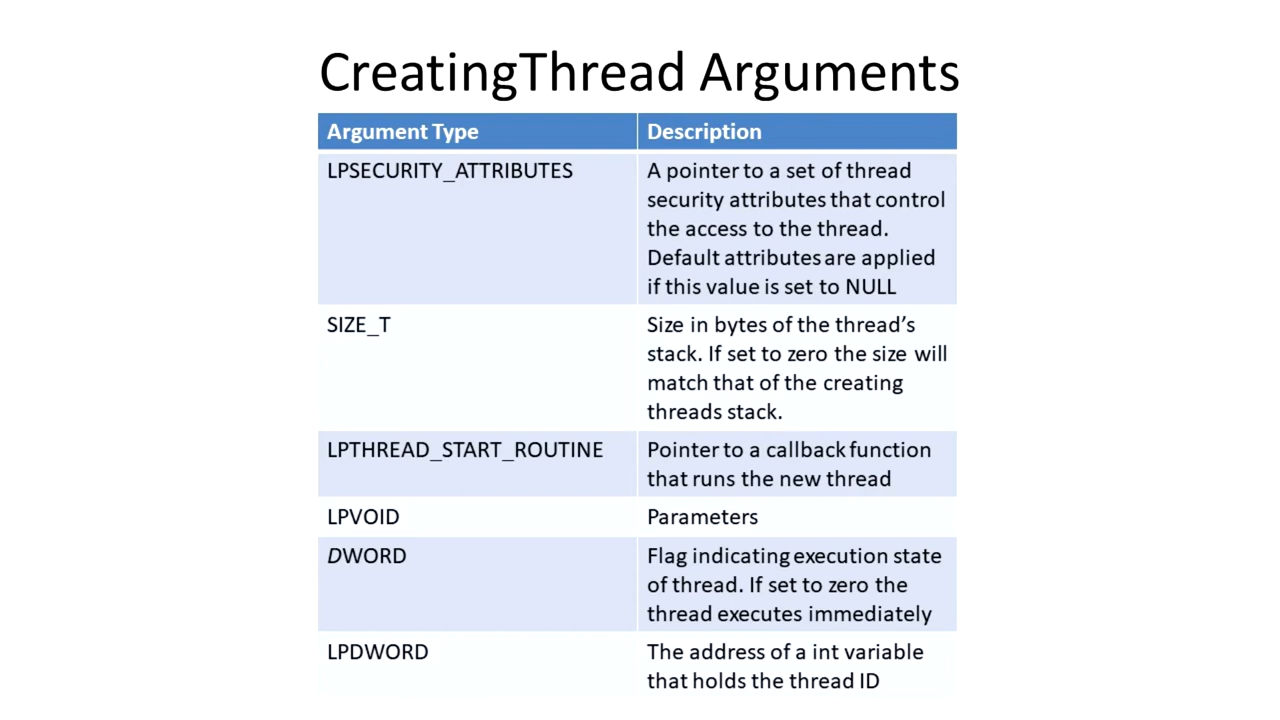 CreatingThread Arguments
Argument Type
Description
LPSECURITY_ATTRIBUTES
A pointer to a set of thread
security attributes that control
the access to the thread.
Default attributes are applied
if this value is set to NULL
SIZE_T
Size in bytes of the thread’s
stack. If set to zero the size will
match that of the creating
threads stack.
LPTHREAD_START_ROUTINE
Pointer to a callback function
that runs the new thread
LPVOID
Parameters
DWORD
Flag indicating execution state
of thread. If set to zero the
thread executes immediately
LPDWORD
The address of a int variable
that holds the thread ID